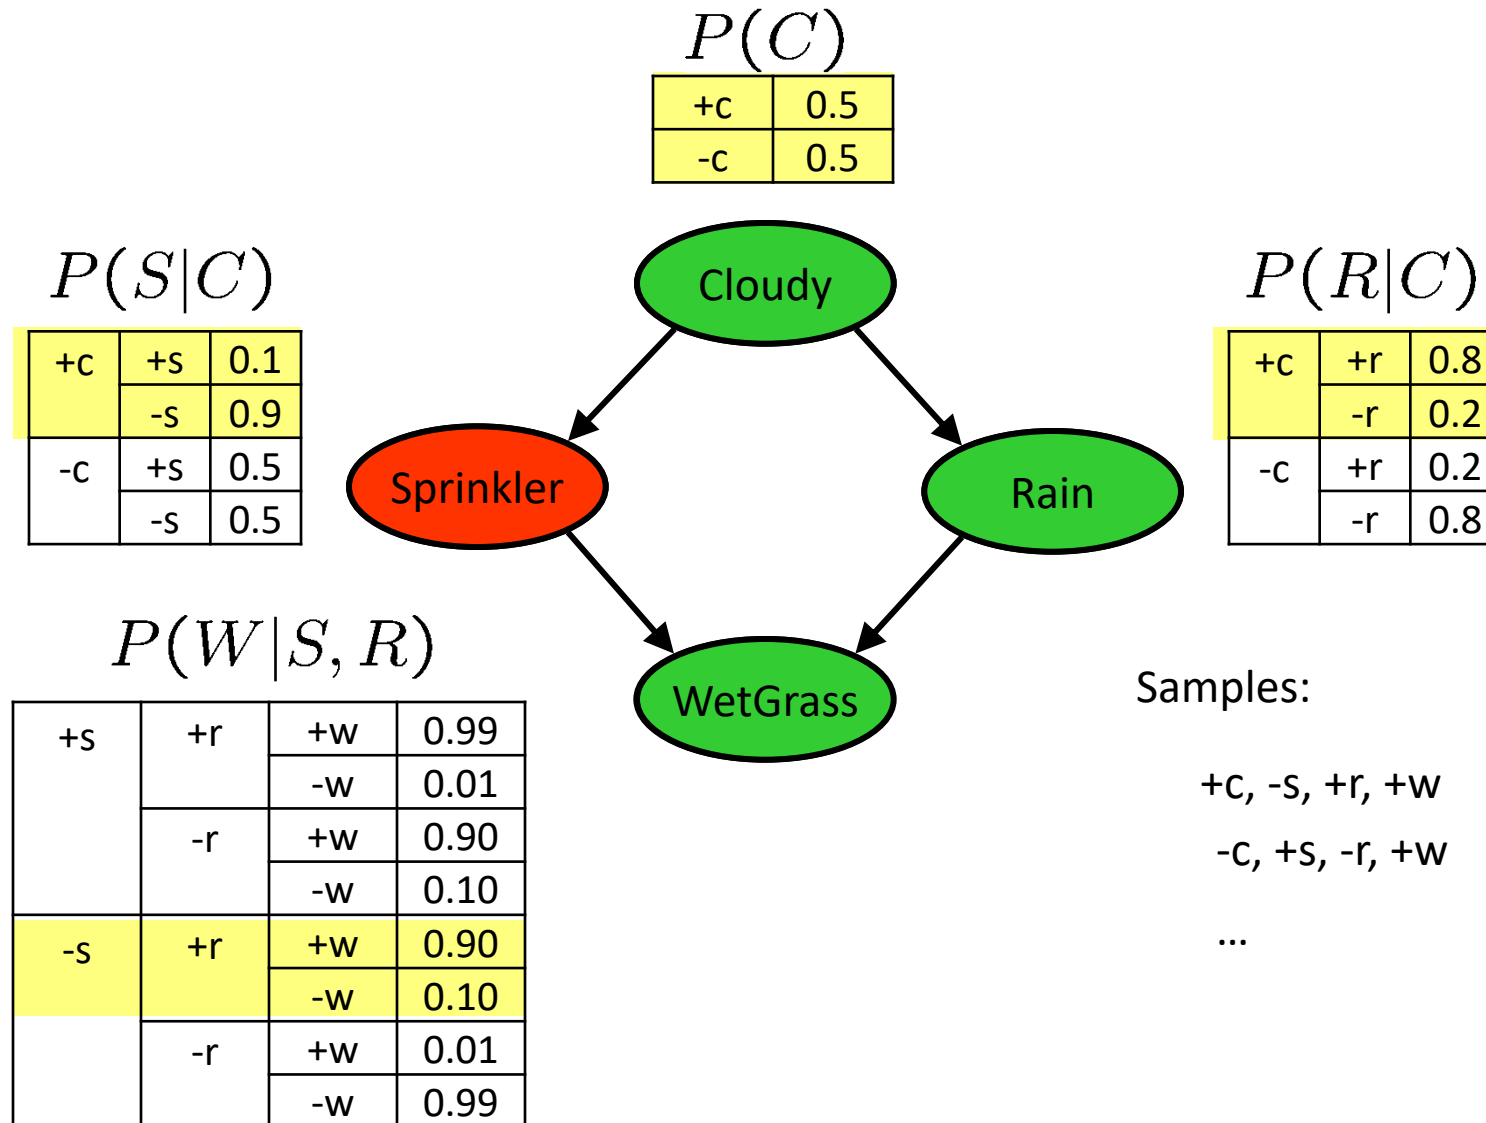 P(C)
+c 0.5
-c 0.5
P(S|C)
+c +s 0.1
-s 0.9
-c +s 0.5
-s 0.5
Cloudy
P(R|C)
+c +r 0.8
-r 0.2
-c +r 0.2
-r 0.8
Sprinkler
Rain
P(W|S, R)
+s +r +w 0.99
-w 0.01
-r +w 0.90
-w 0.10
-s +r +w 0.90
-w 0.10
-r +w 0.01
-w 0.99
WetGrass
Samples:
+c, -s, +r, +w
-c, +s, -r, +w
...